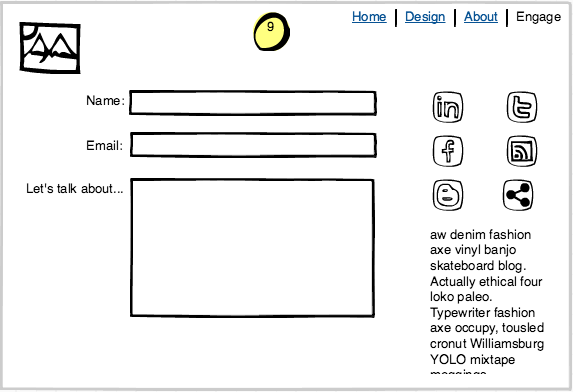 Home Design About Engage
9
Name:
Email:
Let's talk about...
in t
f
B
aw denim fashion
axe vinyl banjo
skateboard blog.
Actually ethical four
loko paleo.
Typewriter fashion
axe occupy, tousled
cronut Williamsburg
YOLO mixtape